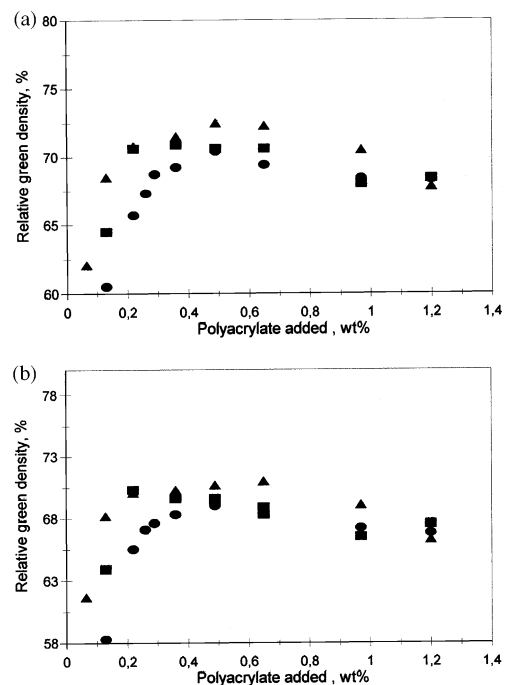 (a)
Relative green density, %
80
75
70
65
60
0 0,2 0,4 0,6 0,8 1 1,2 1,4
Polyacrylate added , wt%
(b)
Relative green density, %
78
73
68
63
58
0 0,2 0,4 0,6 0,8 1 1,2 1,4
Polyacrylate added , wt%